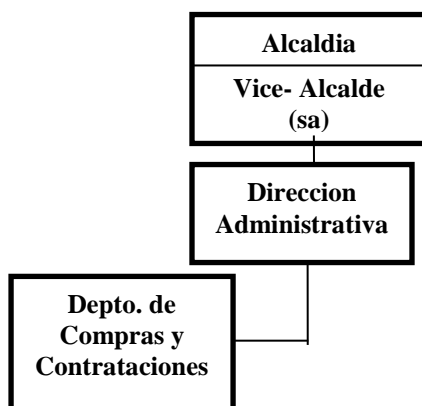 Alcaldia
Vice- Alcalde
(sa)
Direccion
Administrativa
Depto. de
Compras y
Contrataciones